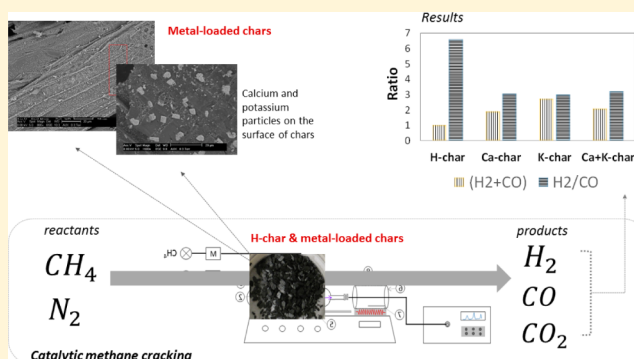 Metal-loaded chars
Calcium and
potassium
particles on the
surface of chars
Results
Ratio
7
6
5
4
3
2
1
0
H-char
Ca-char
K-char
Ca+K-char
(H2+CO)
H2/CO
reactants
H-char & metal-loaded chars
products
CH₄
N₂
CH₄
M
H₂
CO
CO₂
Catalytic methane cracking